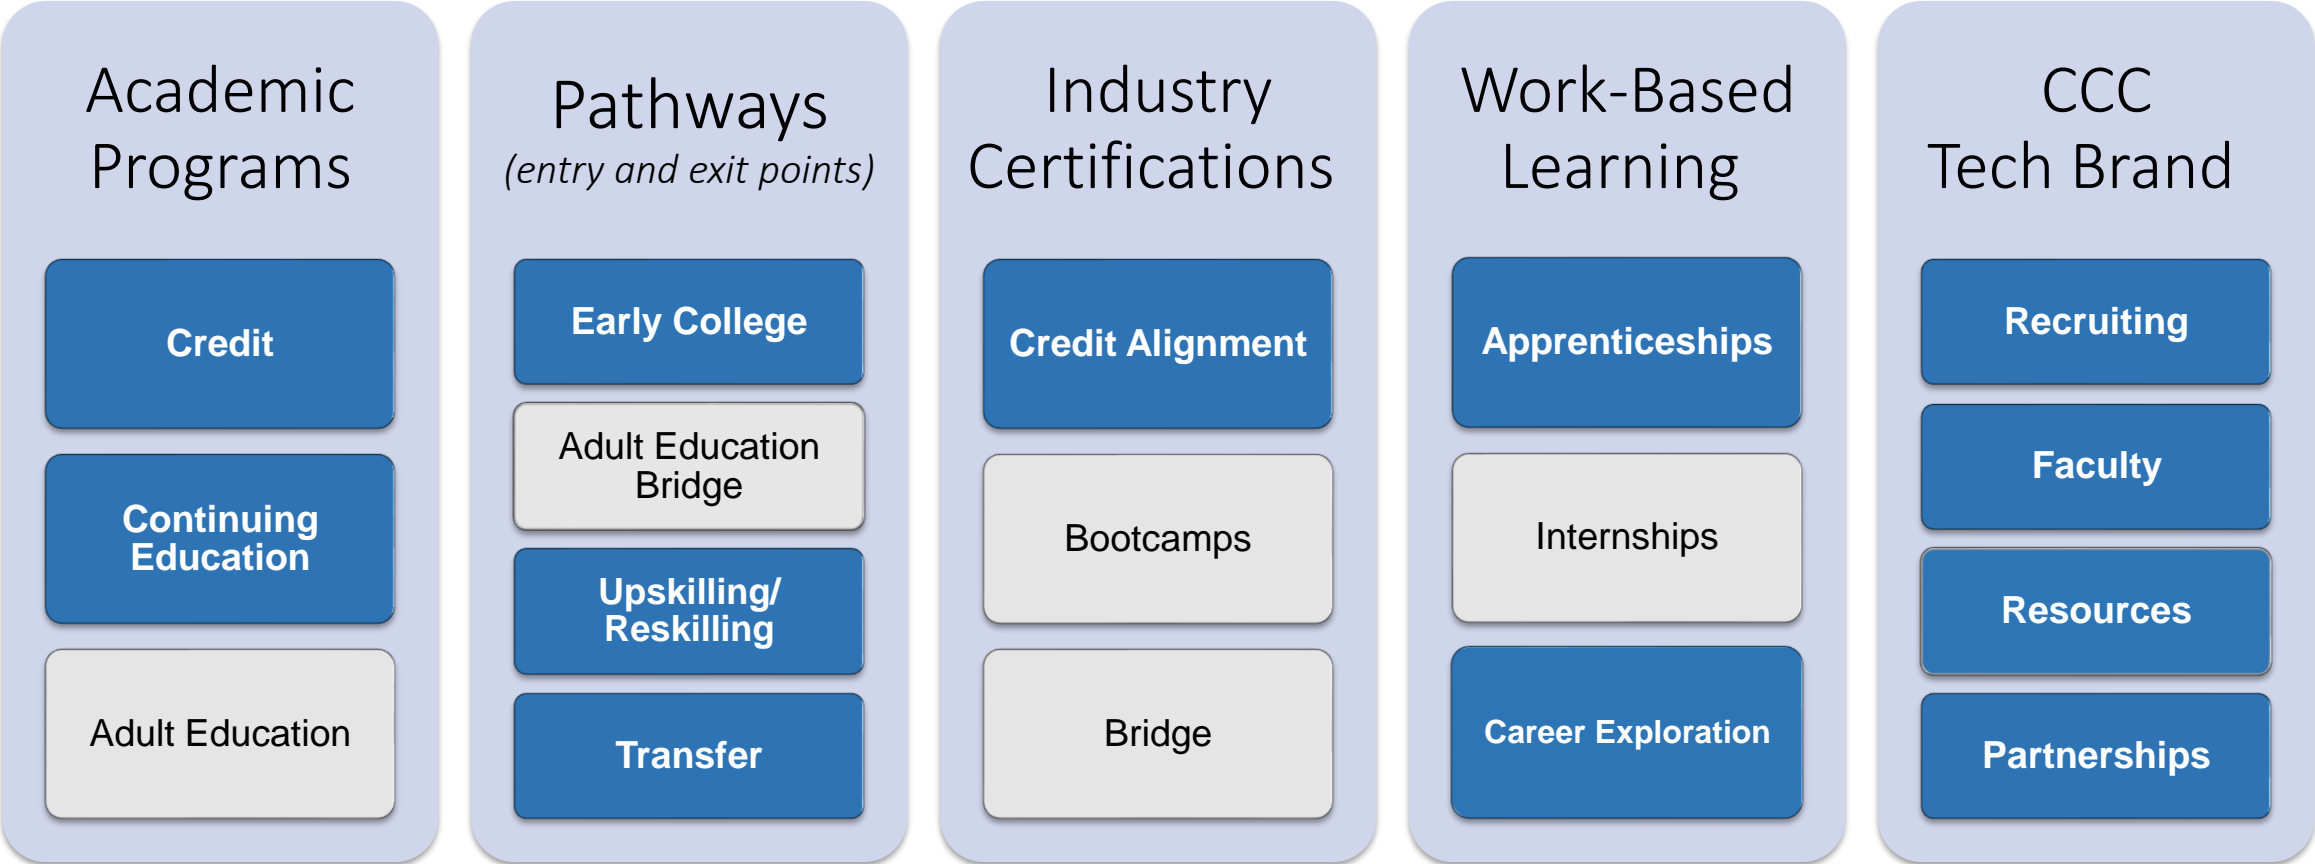 Academic
Programs
Credit
Continuing
Education
Adult Education
Pathways
(entry and exit points)
Early College
Adult Education
Bridge
Upskilling/
Reskilling
Transfer
Industry
Certifications
Credit Alignment
Bootcamps
Bridge
Work-Based
Learning
Apprenticeships
Internships
Career Exploration
CCC
Tech Brand
Recruiting
Faculty
Resources
Partnerships